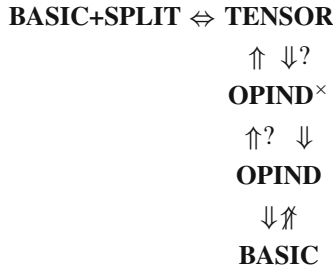 BASIC+SPLIT ⇔ TENSOR
⇑ ⇓?
OPIND×
⇑? ⇓
OPIND
⇓ ⇑̸
BASIC